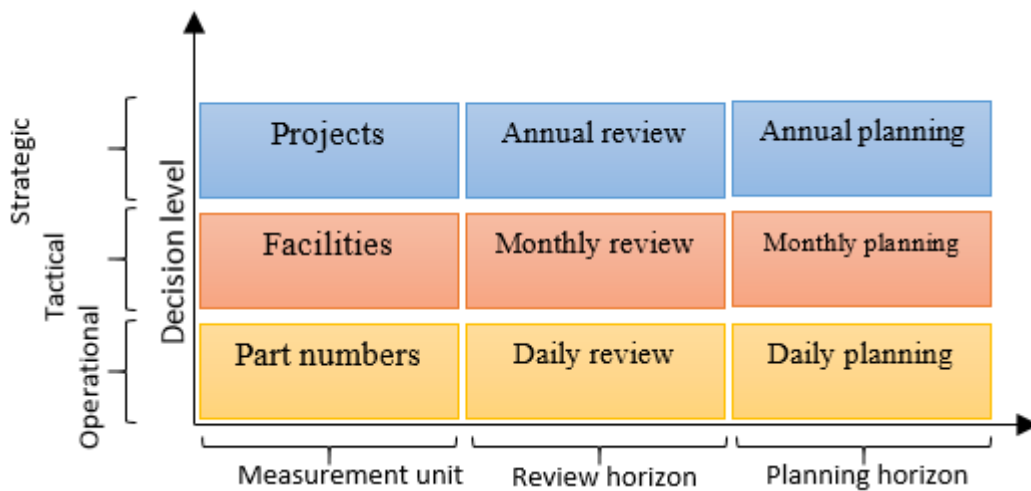 Strategic
Tactical
Operational
Decision level
Projects
Annual review
Annual planning
Facilities
Monthly review
Monthly planning
Part numbers
Daily review
Daily planning
Measurement unit
Review horizon
Planning horizon